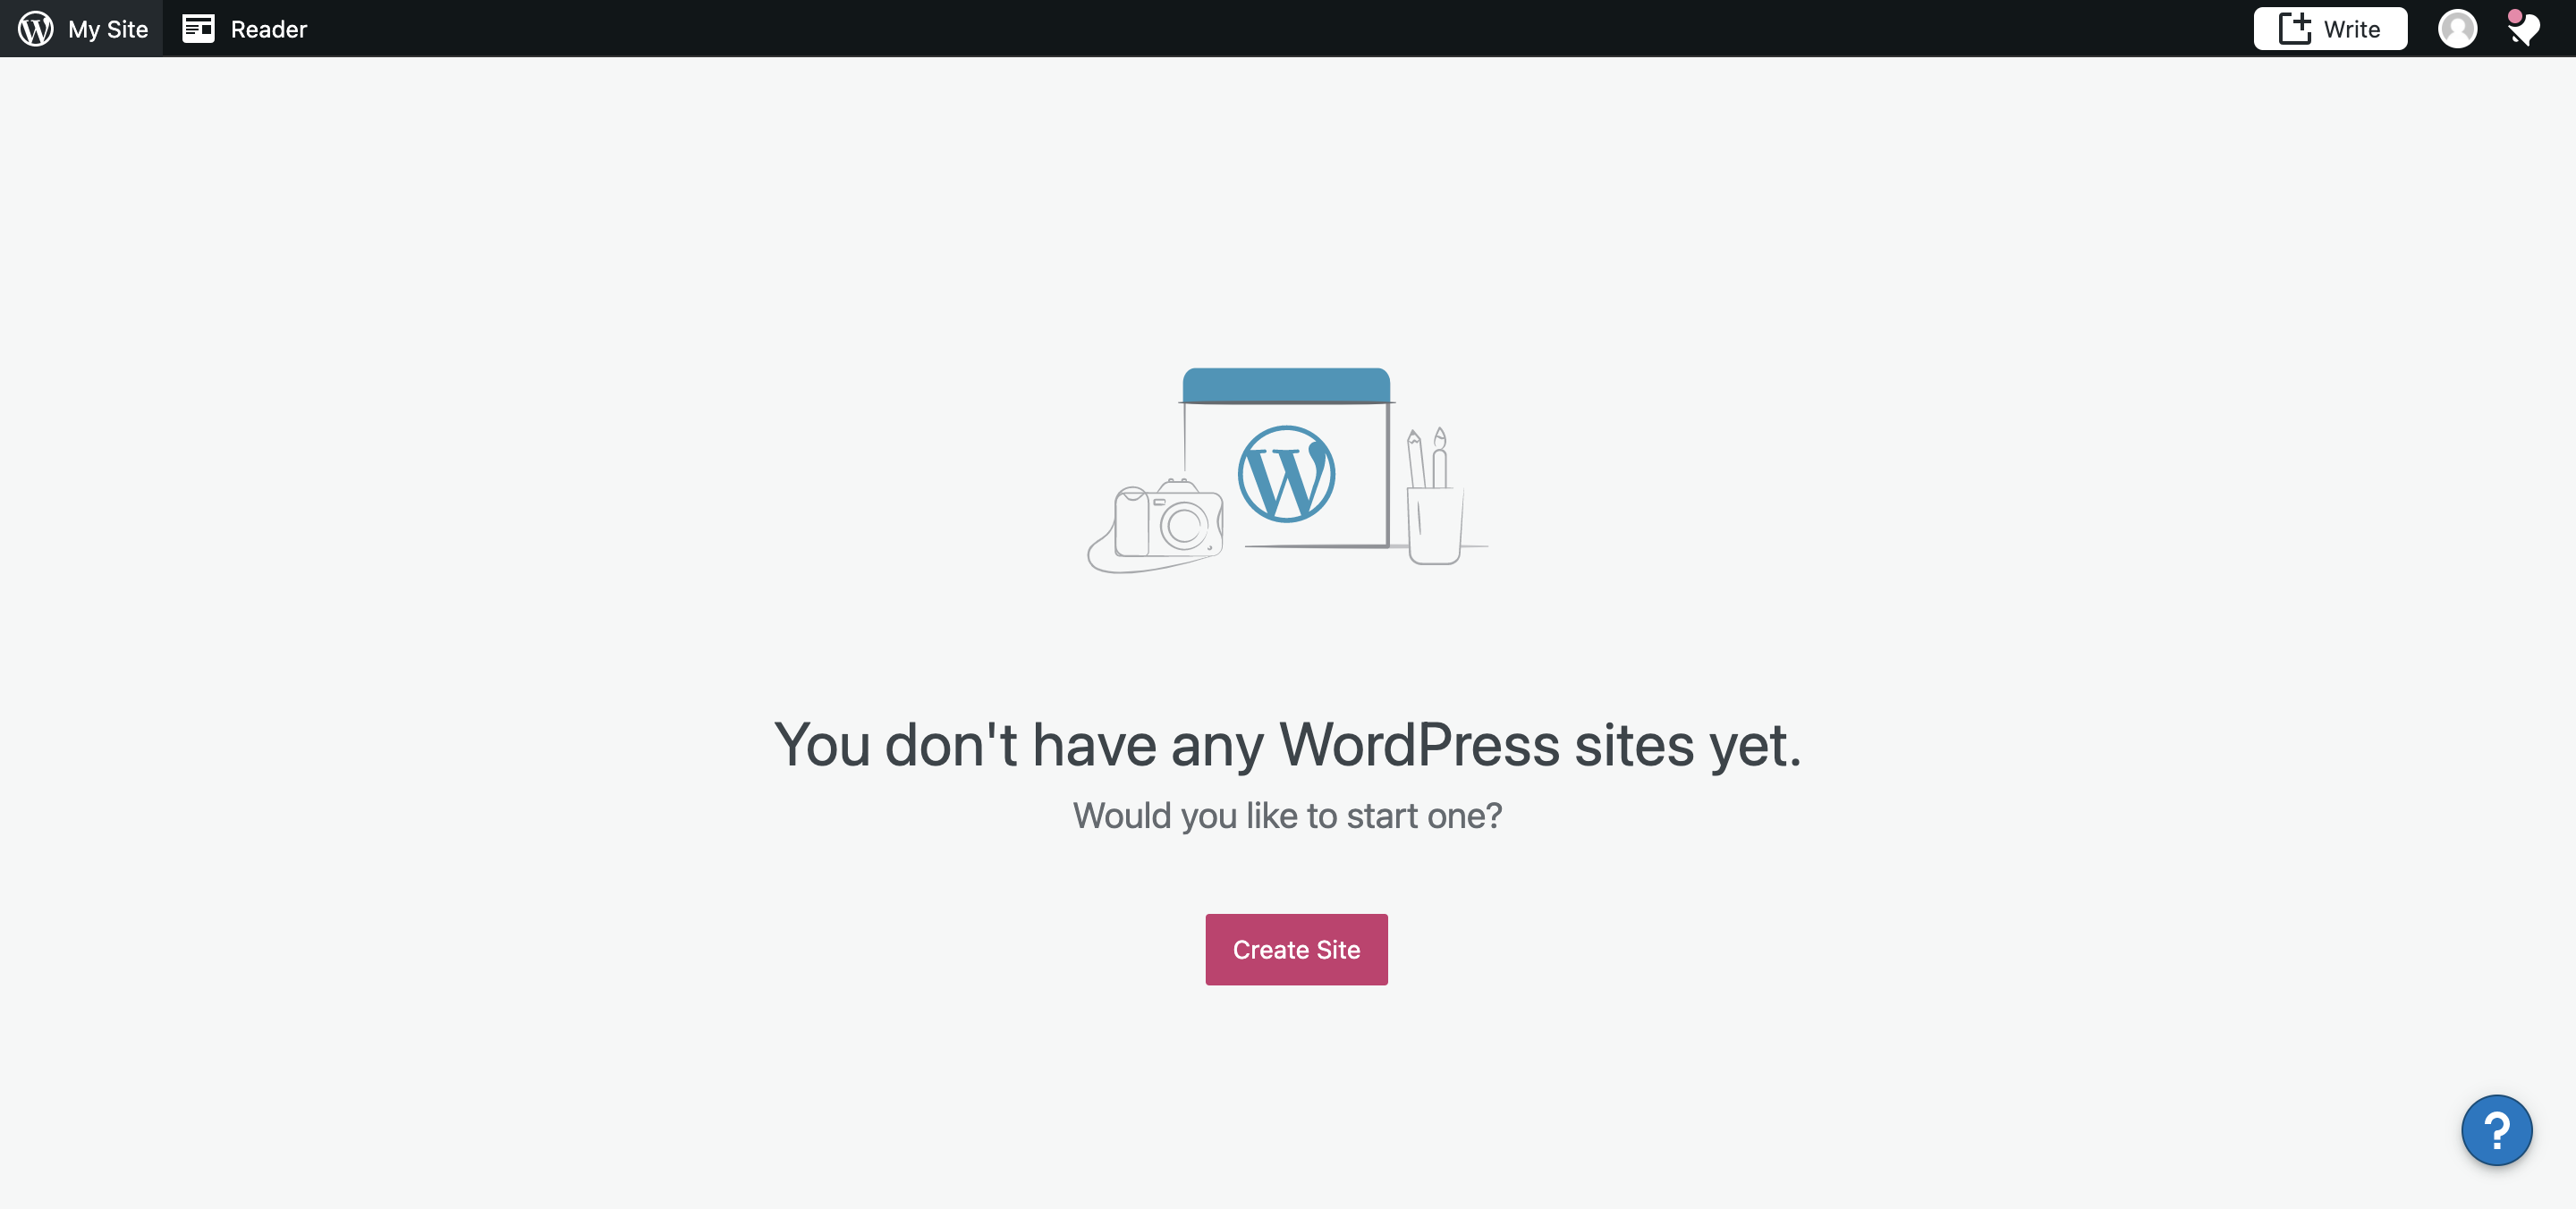 My Site
Reader
Write
You don't have any WordPress sites yet.
Would you like to start one?
Create Site
?